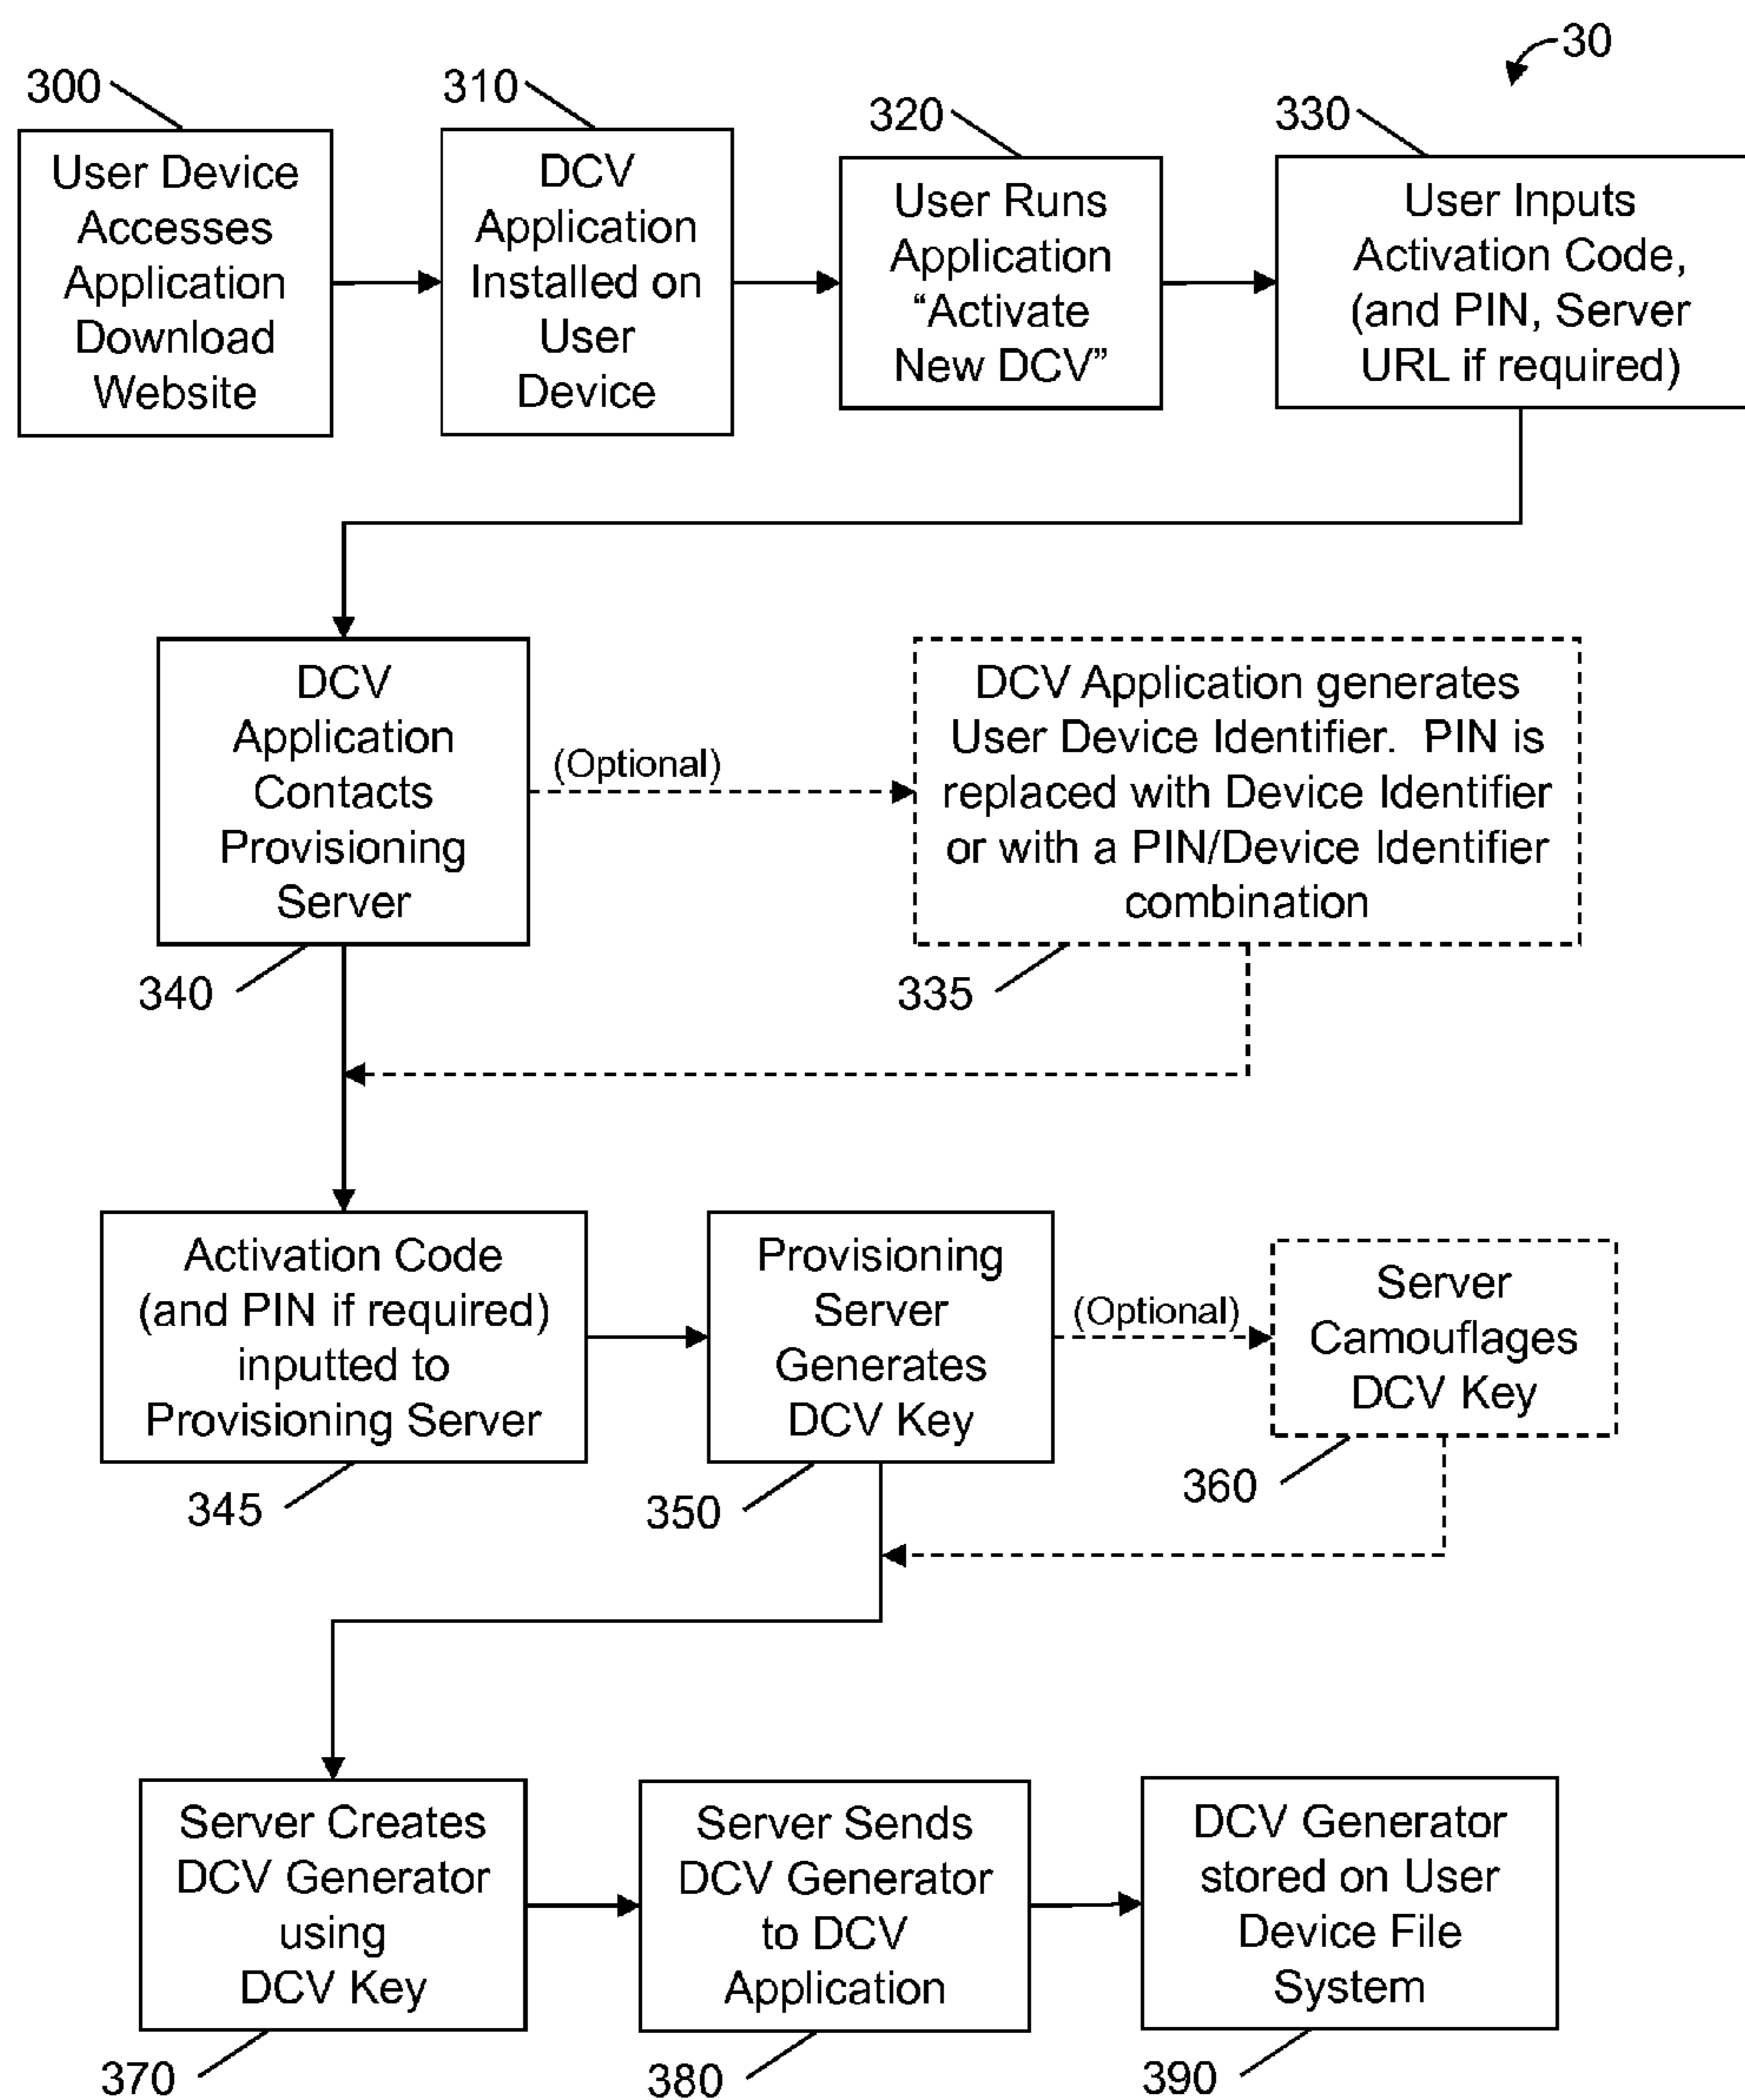 30
300
User Device
Accesses
Application
Download
Website
310
DCV
Application
Installed on
User
Device
320
User Runs
Application
“Activate
New DCV”
330
User Inputs
Activation Code,
(and PIN, Server
URL if required)
DCV
Application
Contacts
Provisioning
Server
340
(Optional)
DCV Application generates
User Device Identifier. PIN is
replaced with Device Identifier
or with a PIN/Device Identifier
combination
335
Activation Code
(and PIN if required)
inputted to
Provisioning Server
345
Provisioning
Server
Generates
DCV Key
350
(Optional)
Server
Camouflages
DCV Key
360
Server Creates
DCV Generator
using
DCV Key
370
Server Sends
DCV Generator
to DCV
Application
380
DCV Generator
stored on User
Device File
System
390